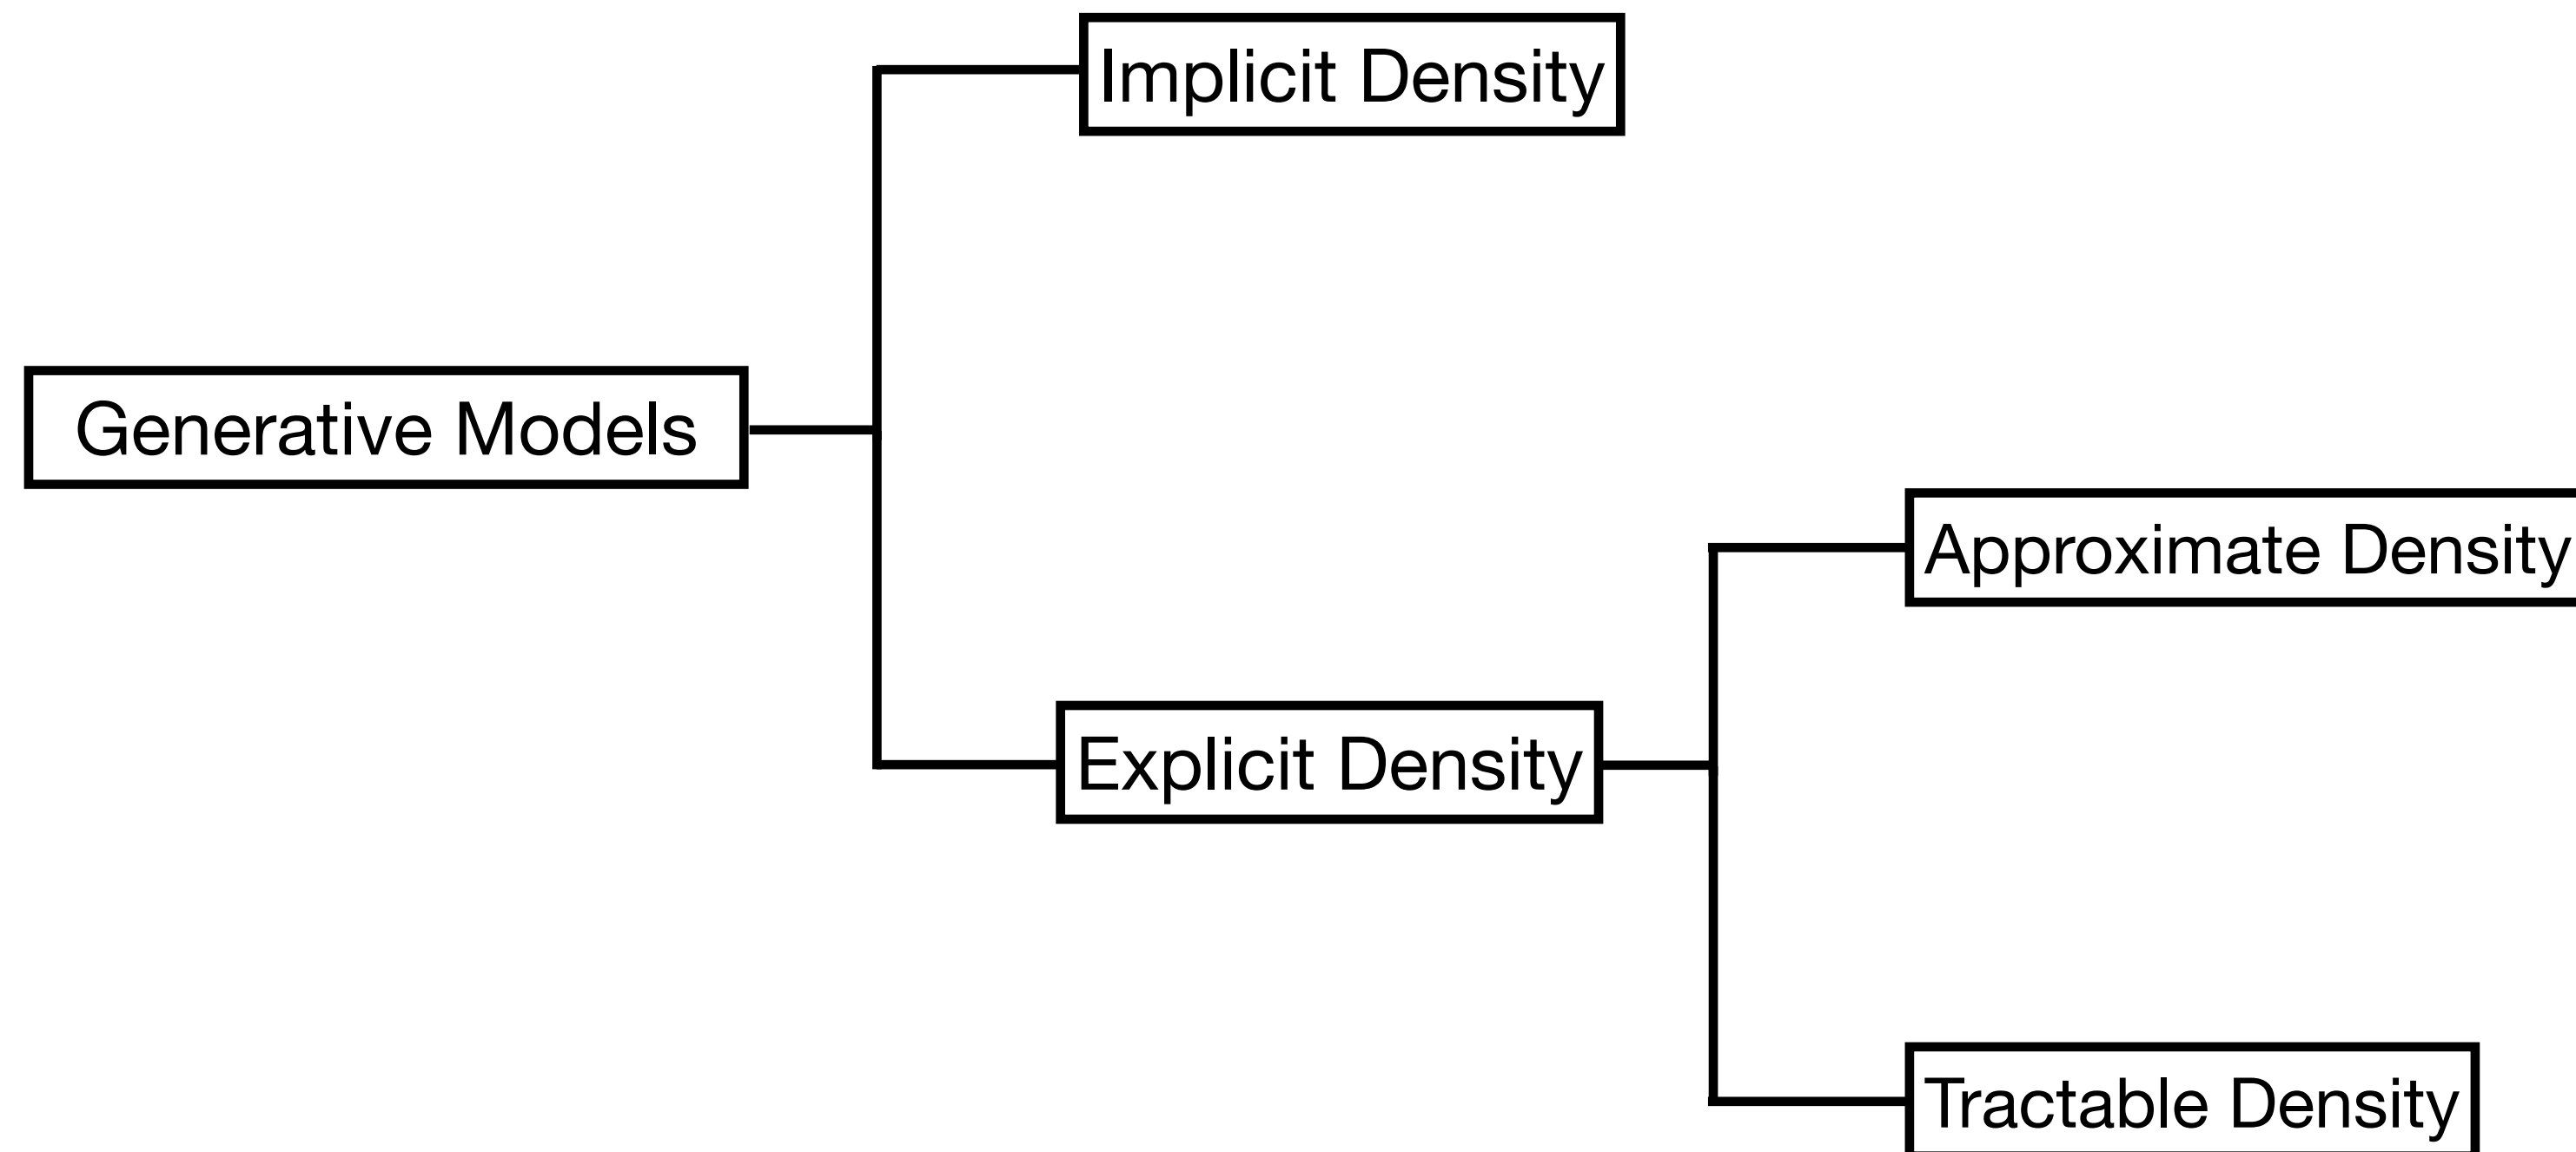 Implicit Density
Generative Models
Approximate Density
Explicit Density
Tractable Density